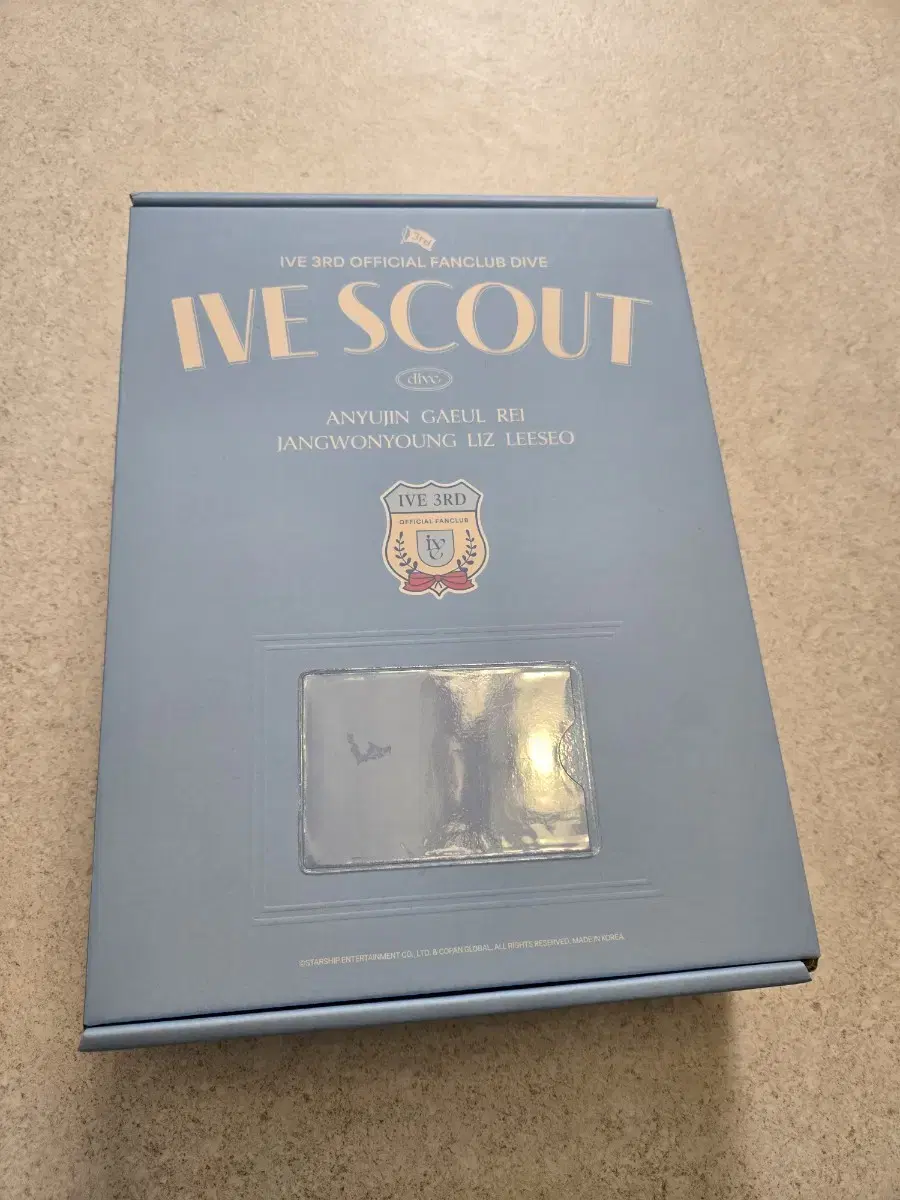 3rd
IVE 3RD OFFICIAL FANCLUB DIVE
IVE SCOUT
dive
ANYUJIN GAEUL REI
JANGWONYOUNG LIZ LEESEO
IVE 3RD
OFFICIAL FANCLUB
ive
©STARSHIP ENTERTAINMENT CO., LTD. & COPAN GLOBAL, ALL RIGHTS RESERVED. MADE IN KOREA.